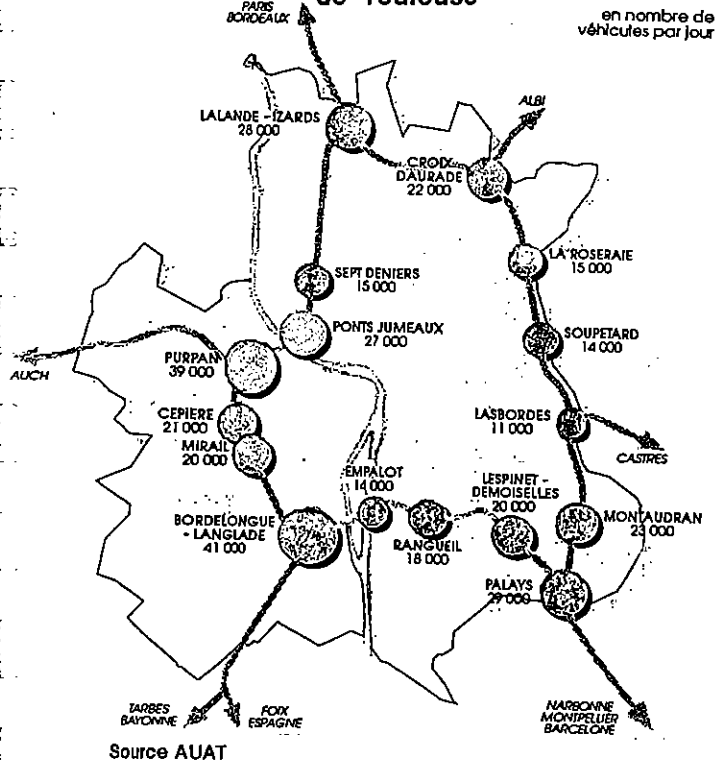 de Toulouse
en nombre de
véhicules par jour
PARIS
BORDEAUX
ALBI
LALANDE - IZARDS
28 000
CROIX
DAURADE
22 000
LA ROSERAIE
15 000
SEPT DENIERS
15 000
SOUPETARD
14 000
PONTS JUMEAUX
27 000
PURPAN
39 000
AUCH
CEPIERE
21 000
LASBORDES
11 000
MIRAIL
20 000
CASTRES
EMPALOT
14 000
LESPINET -
DEMOISELLES
20 000
BORDELONGUE
- LANGLADE
41 000
MONTAUDRAN
23 000
RANGUEIL
18 000
PALAYS
29 000
TARBES
BAYONNE
FOIX
ESPAGNE
NARBONNE
MONTPELLIER
BARCELONE
Source AUAT